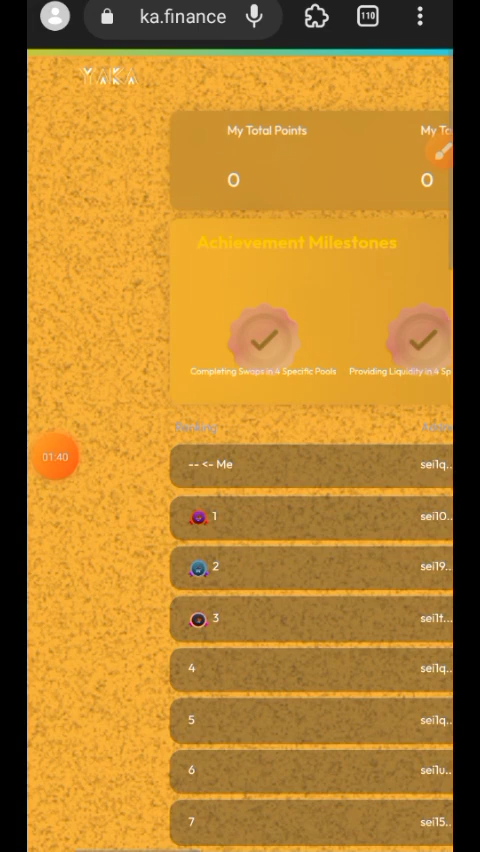 ka.finance
110
YAKA
My Total Points
My To
0
0
Achievement Milestones
Completing Swaps in 4 Specific Pools
Providing Liquidity in 4 Sp
Ranking
01:40
-- <- Me
sei1q...
1
sei10...
2
sei19...
3
sei1t...
4
sei1q...
5
sei1q...
6
sei1u...
7
sei15...